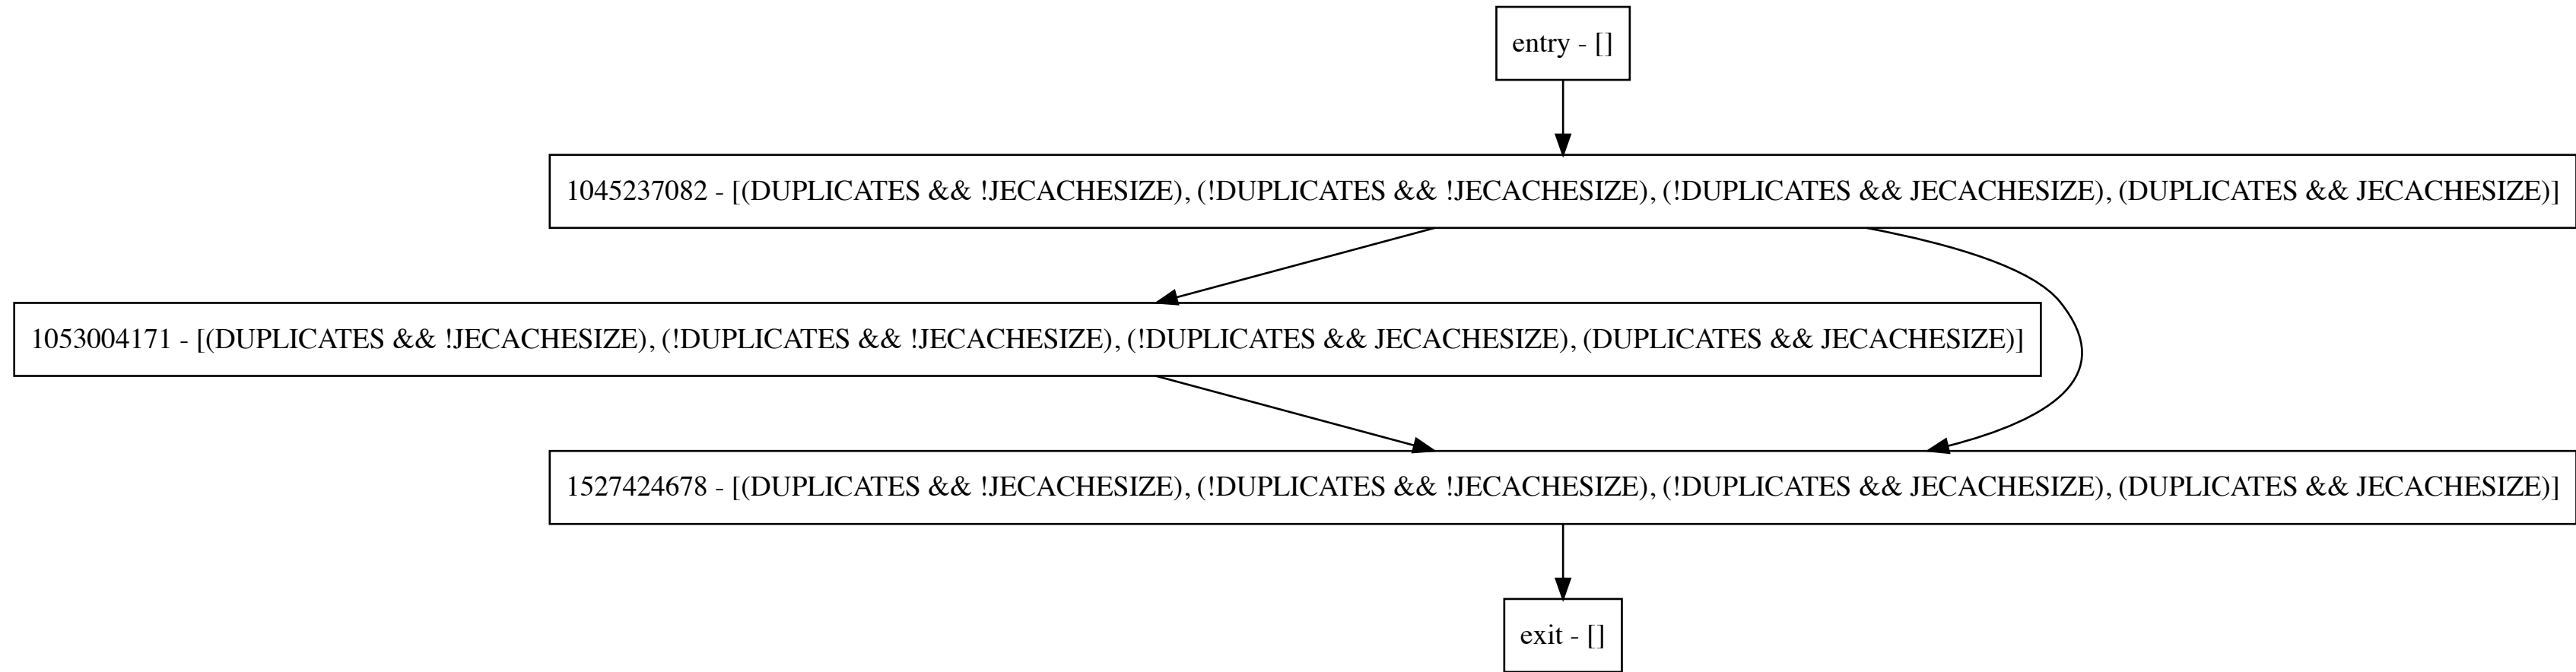 entry - []
1045237082 - [(DUPLICATES && !JECACHESIZE), (!DUPLICATES && !JECACHESIZE), (!DUPLICATES && JECACHESIZE), (DUPLICATES && JECACHESIZE)]
1053004171 - [(DUPLICATES && !JECACHESIZE), (!DUPLICATES && !JECACHESIZE), (!DUPLICATES && JECACHESIZE), (DUPLICATES && JECACHESIZE)]
1527424678 - [(DUPLICATES && !JECACHESIZE), (!DUPLICATES && !JECACHESIZE), (!DUPLICATES && JECACHESIZE), (DUPLICATES && JECACHESIZE)]
exit - []